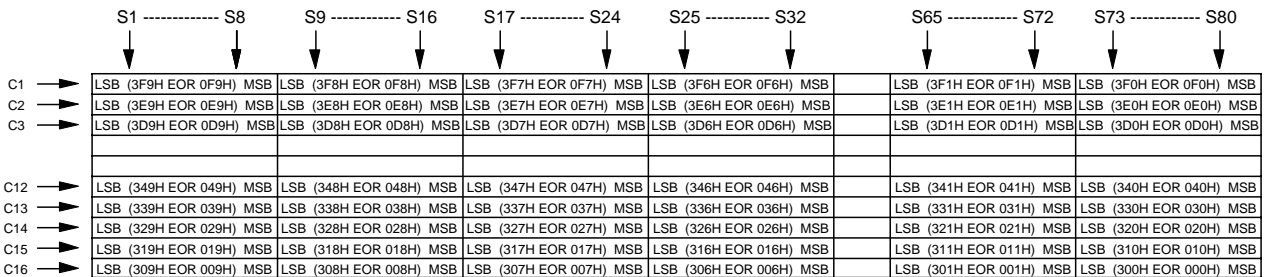 S1 ------------- S8 S9 ------------ S16 S17 ------------ S24 S25 ------------ S32 S65 ------------ S72 S73 ------------ S80
C1 LSB (3F9H EOR 0F9H) MSB LSB (3F8H EOR 0F8H) MSB LSB (3F7H EOR 0F7H) MSB LSB (3F6H EOR 0F6H) MSB LSB (3F1H EOR 0F1H) MSB LSB (3F0H EOR 0F0H) MSB
C2 LSB (3E9H EOR 0E9H) MSB LSB (3E8H EOR 0E8H) MSB LSB (3E7H EOR 0E7H) MSB LSB (3E6H EOR 0E6H) MSB LSB (3E1H EOR 0E1H) MSB LSB (3E0H EOR 0E0H) MSB
C3 LSB (3D9H EOR 0D9H) MSB LSB (3D8H EOR 0D8H) MSB LSB (3D7H EOR 0D7H) MSB LSB (3D6H EOR 0D6H) MSB LSB (3D1H EOR 0D1H) MSB LSB (3D0H EOR 0D0H) MSB
C12 LSB (349H EOR 049H) MSB LSB (348H EOR 048H) MSB LSB (347H EOR 047H) MSB LSB (346H EOR 046H) MSB LSB (341H EOR 041H) MSB LSB (340H EOR 040H) MSB
C13 LSB (339H EOR 039H) MSB LSB (338H EOR 038H) MSB LSB (337H EOR 037H) MSB LSB (336H EOR 036H) MSB LSB (331H EOR 031H) MSB LSB (330H EOR 030H) MSB
C14 LSB (329H EOR 029H) MSB LSB (328H EOR 028H) MSB LSB (327H EOR 027H) MSB LSB (326H EOR 026H) MSB LSB (321H EOR 021H) MSB LSB (320H EOR 020H) MSB
C15 LSB (319H EOR 019H) MSB LSB (318H EOR 018H) MSB LSB (317H EOR 017H) MSB LSB (316H EOR 016H) MSB LSB (311H EOR 011H) MSB LSB (310H EOR 010H) MSB
C16 LSB (309H EOR 009H) MSB LSB (308H EOR 008H) MSB LSB (307H EOR 007H) MSB LSB (306H EOR 006H) MSB LSB (301H EOR 001H) MSB LSB (300H EOR 000H) MSB